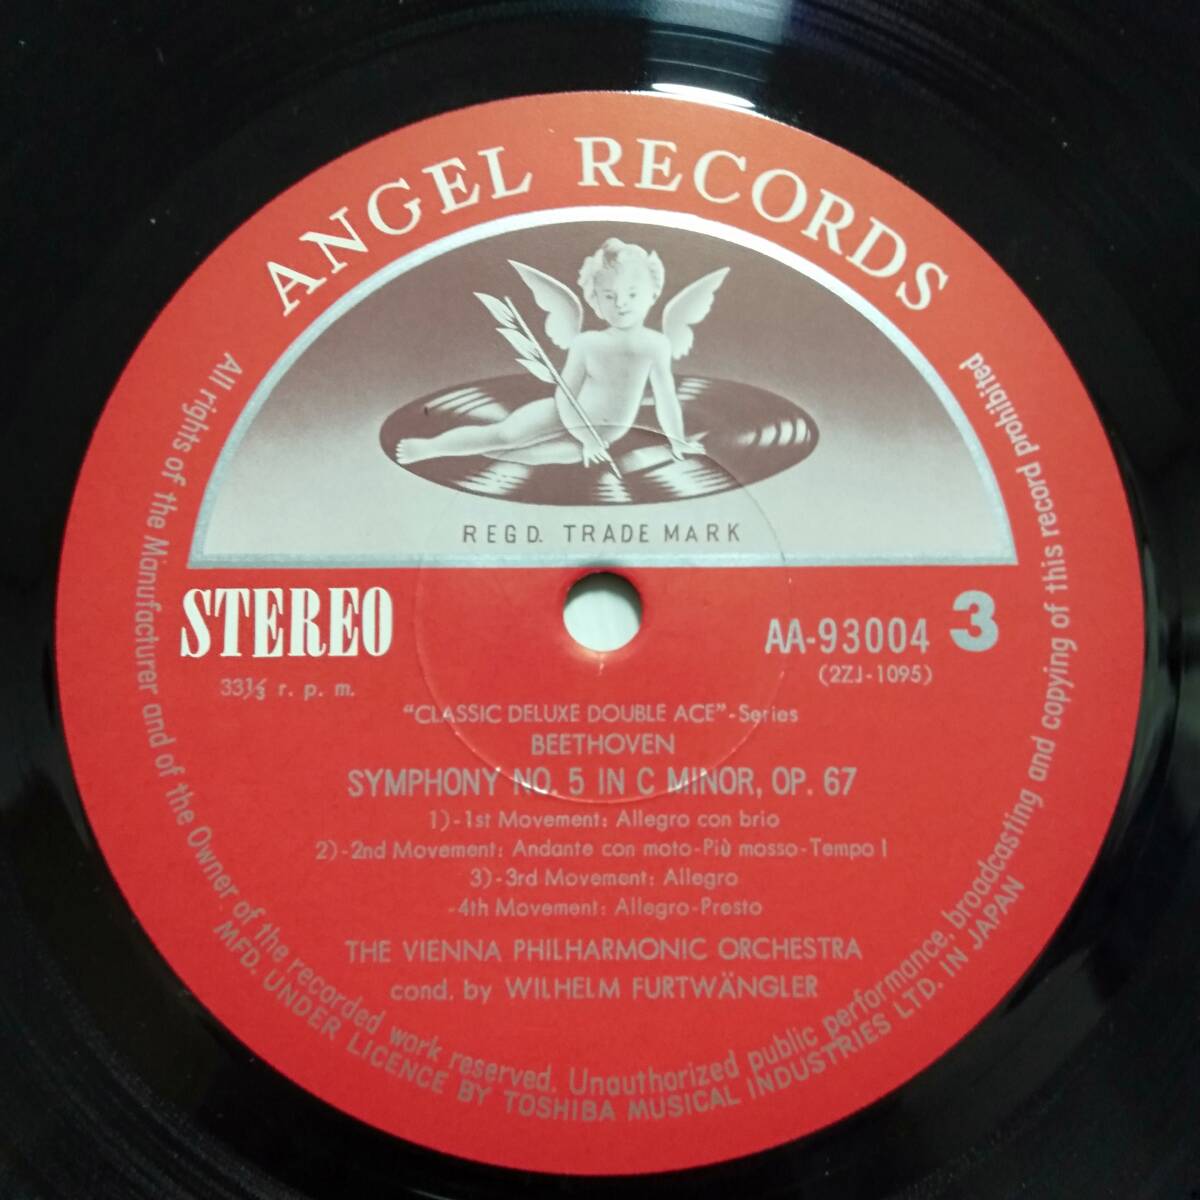 ANGEL RECORDS
REGD. TRADE MARK
STEREO
33⅓ r. p. m.
AA-93004 3
(2ZJ-1095)
"CLASSIC DELUXE DOUBLE ACE"-Series
BEETHOVEN
SYMPHONY NO. 5 IN C MINOR, OP. 67
1)-1st Movement: Allegro con brio
2)-2nd Movement: Andante con moto-Più mosso-Tempo I
3)-3rd Movement: Allegro
-4th Movement: Allegro-Presto
THE VIENNA PHILHARMONIC ORCHESTRA
cond. by WILHELM FURTWÄNGLER
All rights of the Manufacturer and of the Owner of the recorded work reserved. Unauthorized public performance, broadcasting and copying of this record prohibited
MFD. UNDER LICENCE BY TOSHIBA MUSICAL INDUSTRIES LTD. IN JAPAN